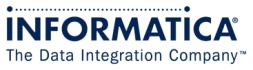 INFORMATICA®
The Data Integration Company™